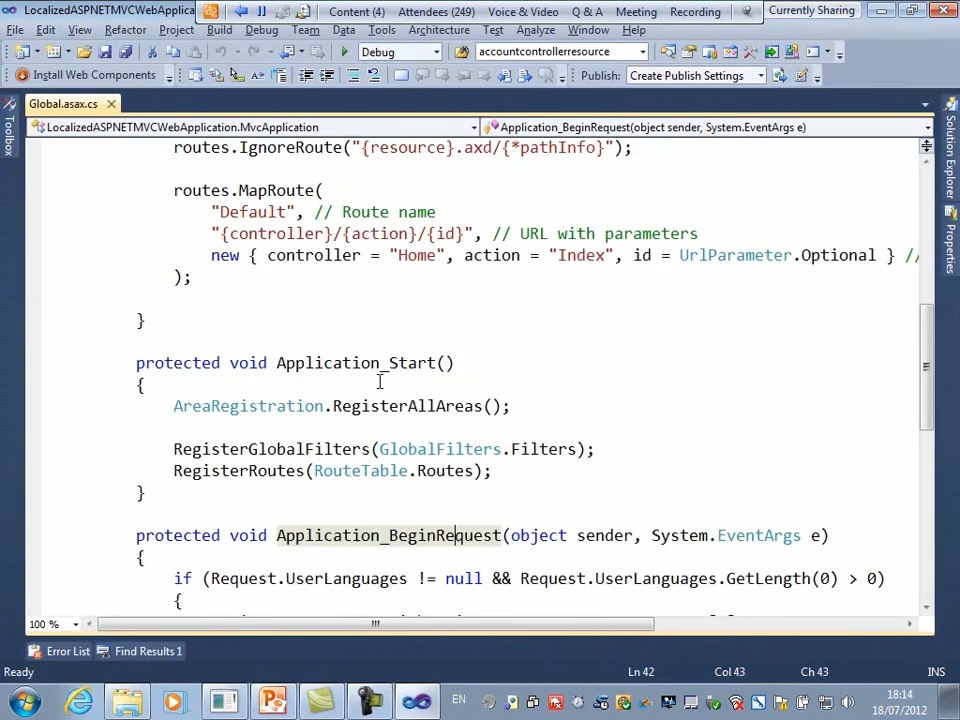 LocalizedASPNETMVCWebApplica
Content (4) Attendees (249) Voice & Video Q & A Meeting Recording Currently Sharing
File Edit View Refactor Project Build Debug Team Data Tools Architecture Test Analyze Window Help
Debug accountcontrollerresource
Install Web Components Publish: Create Publish Settings
Global.asax.cs
LocalizedASPNETMVCWebApplication.MvcApplication Application_BeginRequest(object sender, System.EventArgs e)
Toolbox
Solution Explorer
Properties
routes.IgnoreRoute("{resource}.axd/{*pathInfo}");
routes.MapRoute(
"Default", // Route name
"{controller}/{action}/{id}", // URL with parameters
new { controller = "Home", action = "Index", id = UrlParameter.Optional } //
);
}
protected void Application_Start()
{
AreaRegistration.RegisterAllAreas();
RegisterGlobalFilters(GlobalFilters.Filters);
RegisterRoutes(RouteTable.Routes);
}
protected void Application_BeginRequest(object sender, System.EventArgs e)
{
if (Request.UserLanguages != null && Request.UserLanguages.GetLength(0) > 0)
{
100 %
Error List Find Results 1
Ready Ln 42 Col 43 Ch 43 INS
EN 18:14
18/07/2012